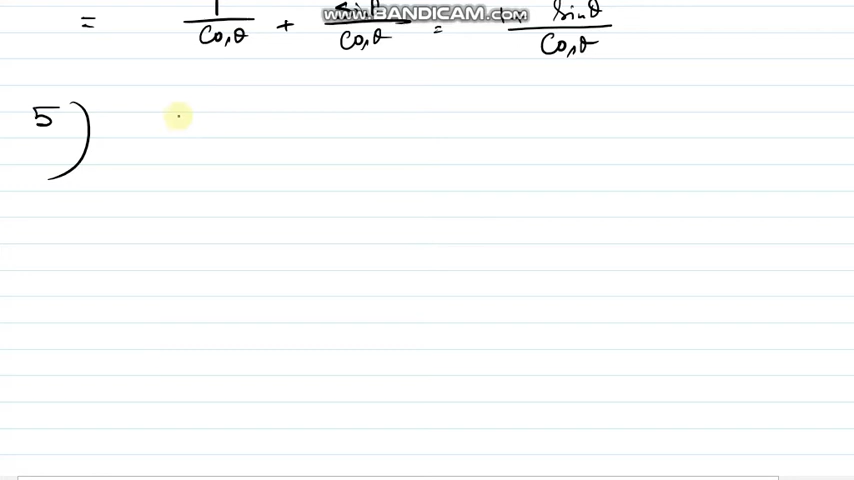 www.BANDICAM.com
= 1/Cosθ + Sinθ/Cosθ = Sinθ/Cosθ
5)